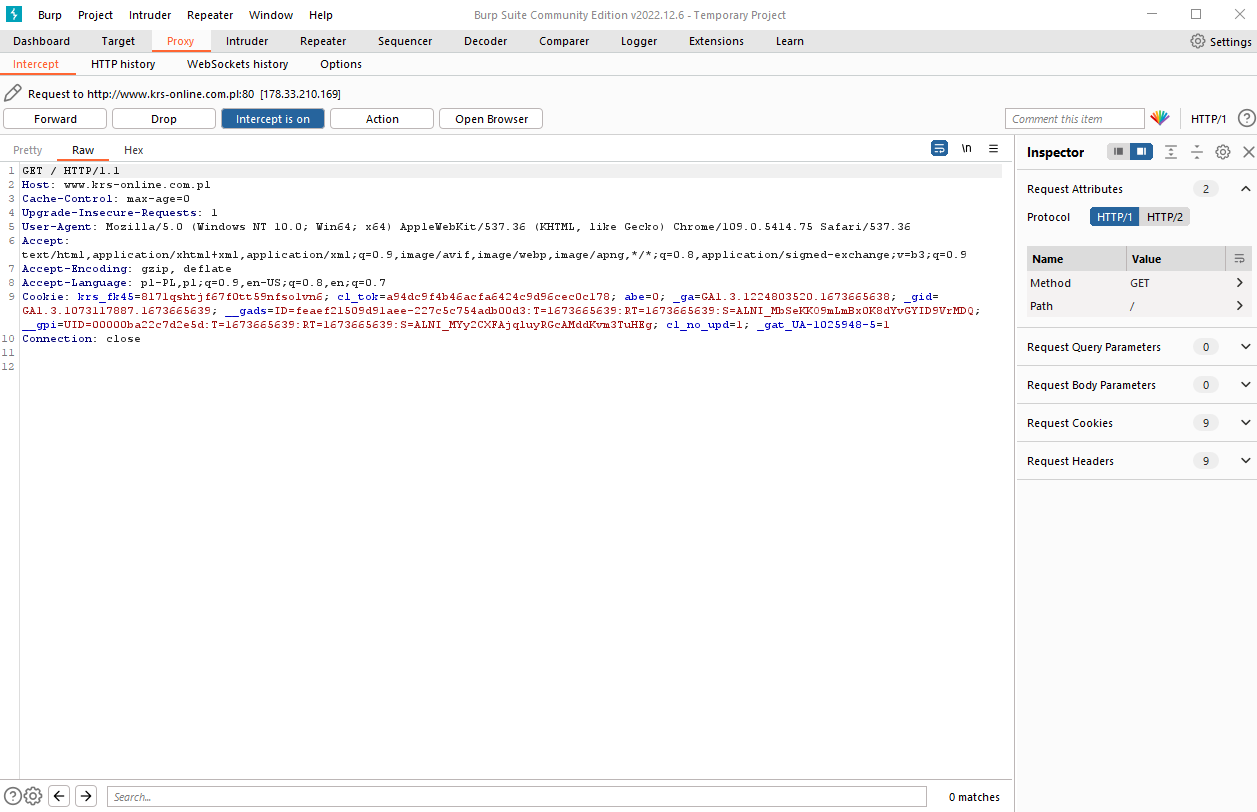 Burp Project Intruder Repeater Window Help Burp Suite Community Edition v2022.12.6 - Temporary Project
Dashboard Target Proxy Intruder Repeater Sequencer Decoder Comparer Logger Extensions Learn Settings
Intercept HTTP history WebSockets history Options
Request to http://www.krs-online.com.pl:80 [178.33.210.169]
Forward Drop Intercept is on Action Open Browser Comment this item HTTP/1 ?
Pretty Raw Hex \n
1 GET / HTTP/1.1
2 Host: www.krs-online.com.pl
3 Cache-Control: max-age=0
4 Upgrade-Insecure-Requests: 1
5 User-Agent: Mozilla/5.0 (Windows NT 10.0; Win64; x64) AppleWebKit/537.36 (KHTML, like Gecko) Chrome/109.0.5414.75 Safari/537.36
6 Accept:
text/html,application/xhtml+xml,application/xml;q=0.9,image/avif,image/webp,image/apng,*/*;q=0.8,application/signed-exchange;v=b3;q=0.9
7 Accept-Encoding: gzip, deflate
8 Accept-Language: pl-PL,pl;q=0.9,en-US;q=0.8,en;q=0.7
9 Cookie: krs_fk45=8171qshtjf67f0tt59nfsolvn6; cl_tok=a94dc9f4b46acfa6424c9d96cec0c178; abe=0; _ga=GA1.3.1224803520.1673665638; _gid=
GA1.3.1073117887.1673665639; __gads=ID=feaef21509d91aee-227c5c754adb00d3:T=1673665639:RT=1673665639:S=ALNI_MbSeKK09mLmBx0K8dYvGYID9VrMDQ;
__gpi=UID=00000ba22c7d2e5d:T=1673665639:RT=1673665639:S=ALNI_MYy2CXFAjqluyRGcAMddKvm3TuHEg; cl_no_upd=1; _gat_UA-1025948-5=1
10 Connection: close
11
12
Inspector
Request Attributes 2
Protocol HTTP/1 HTTP/2
Name Value
Method GET
Path /
Request Query Parameters 0
Request Body Parameters 0
Request Cookies 9
Request Headers 9
? Search... 0 matches